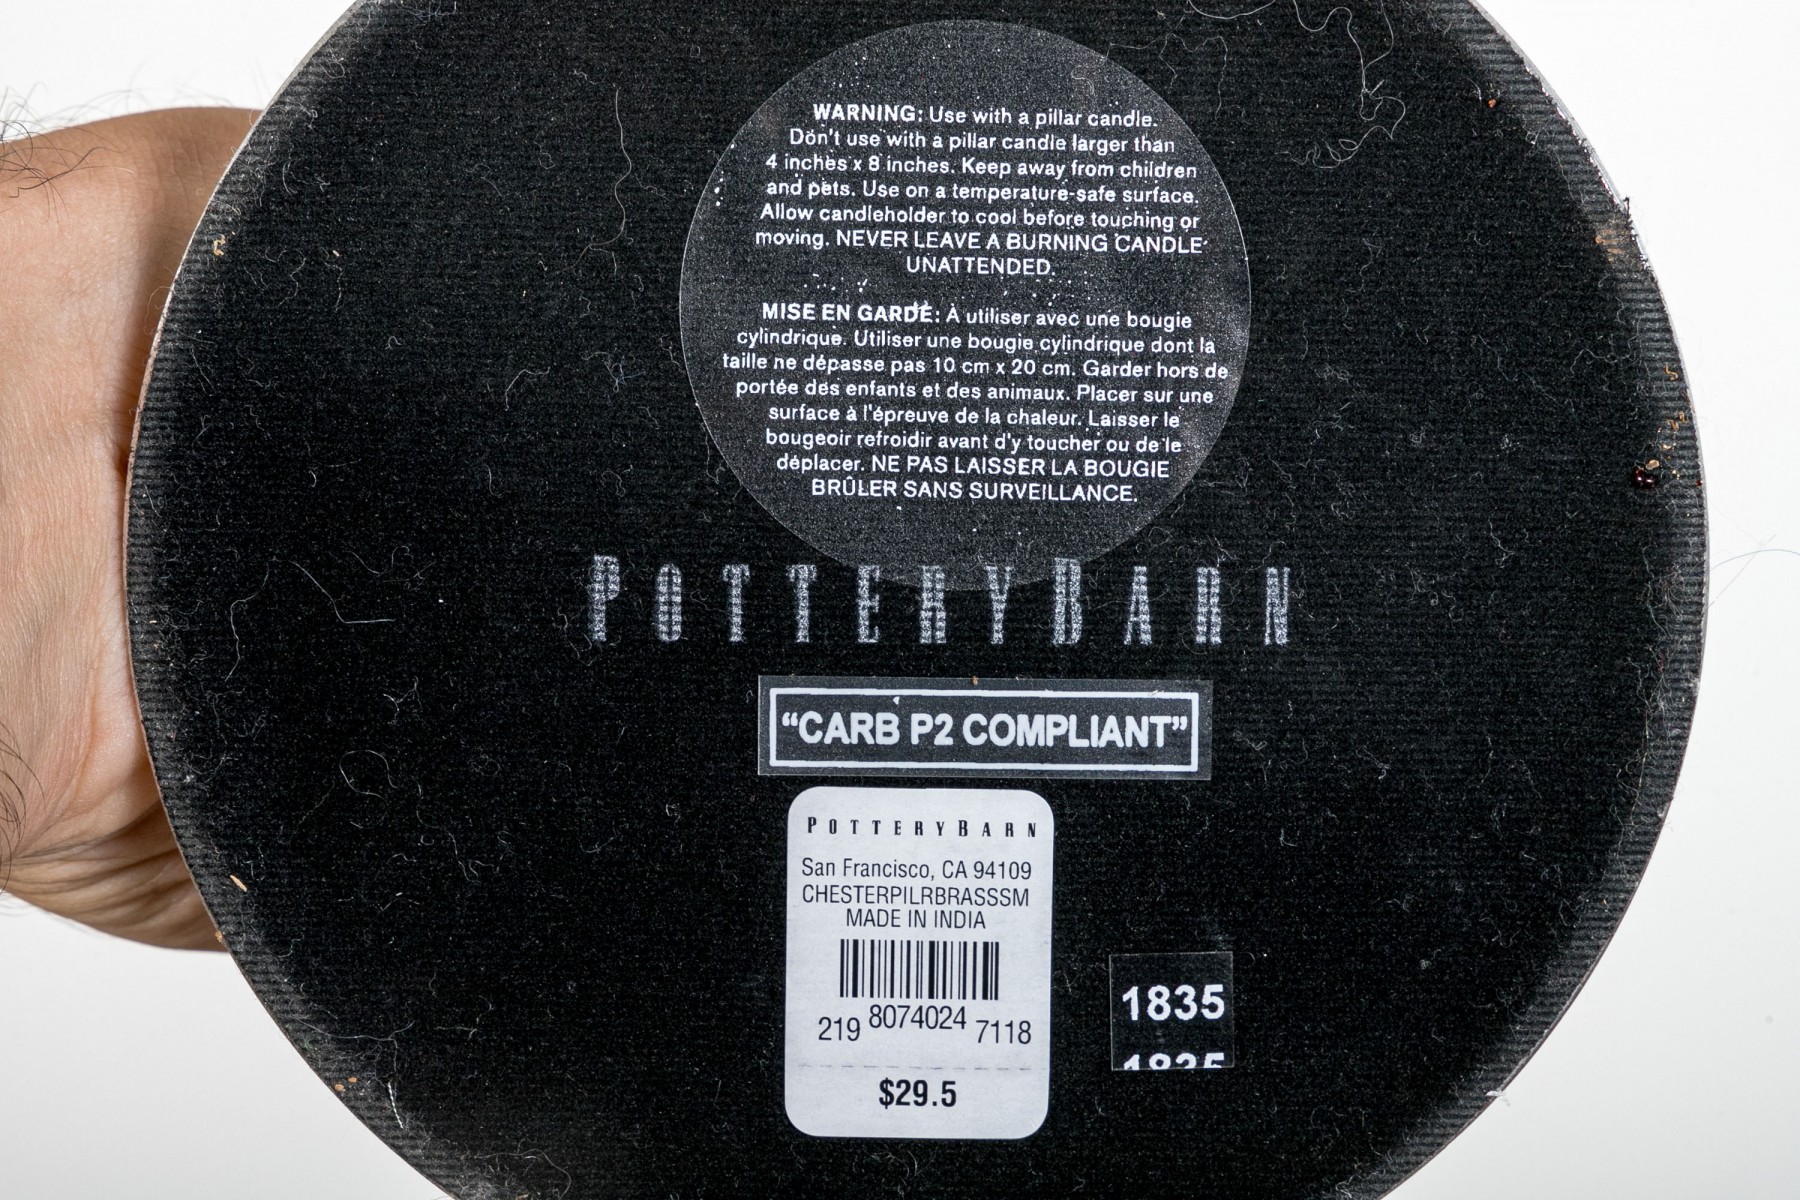 WARNING: Use with a pillar candle.
Don't use with a pillar candle larger than
4 inches x 8 inches. Keep away from children
and pets. Use on a temperature-safe surface.
Allow candleholder to cool before touching or
moving. NEVER LEAVE A BURNING CANDLE
UNATTENDED.
MISE EN GARDE: À utiliser avec une bougie
cylindrique. Utiliser une bougie cylindrique dont la
taille ne dépasse pas 10 cm x 20 cm. Garder hors de
portée des enfants et des animaux. Placer sur une
surface à l'épreuve de la chaleur. Laisser le
bougeoir refroidir avant d'y toucher ou de le
déplacer. NE PAS LAISSER LA BOUGIE
BRÛLER SANS SURVEILLANCE.
POTTERYBARN
“CARB P2 COMPLIANT”
POTTERYBARN
San Francisco, CA 94109
CHESTERPILRBRASSSM
MADE IN INDIA
219 8074024 7118
$29.5
1835
1835